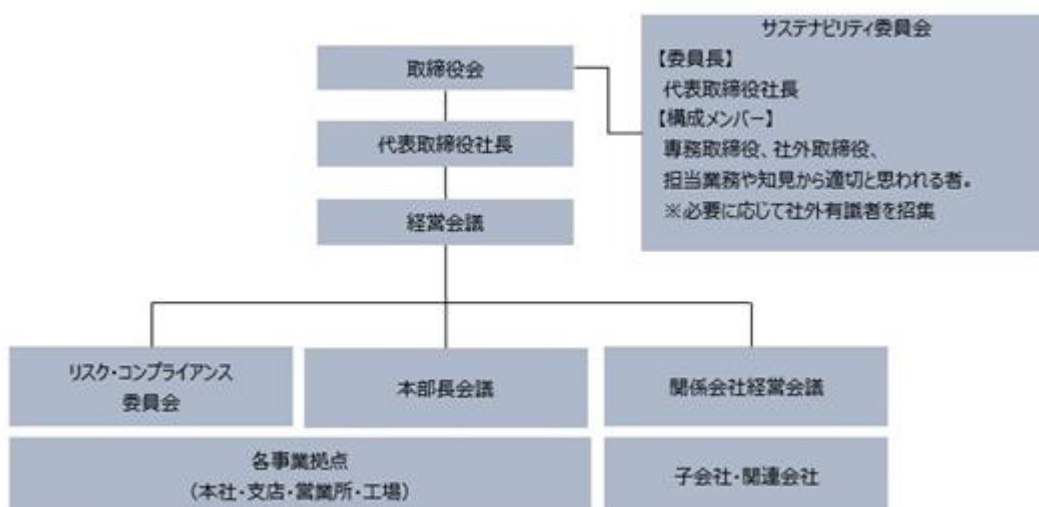 サステナビリティ委員会
【委員長】
代表取締役社長
【構成メンバー】
専務取締役、社外取締役、
担当業務や知見から適切と思われる者。
※必要に応じて社外有識者を招集
取締役会
代表取締役社長
経営会議
リスク・コンプライアンス
委員会
本部長会議
関係会社経営会議
各事業拠点
（本社・支店・営業所・工場）
子会社・関連会社